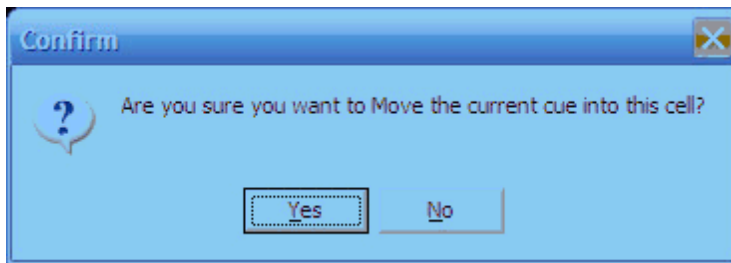 Confirm
?
Are you sure you want to Move the current cue into this cell?
Yes
No